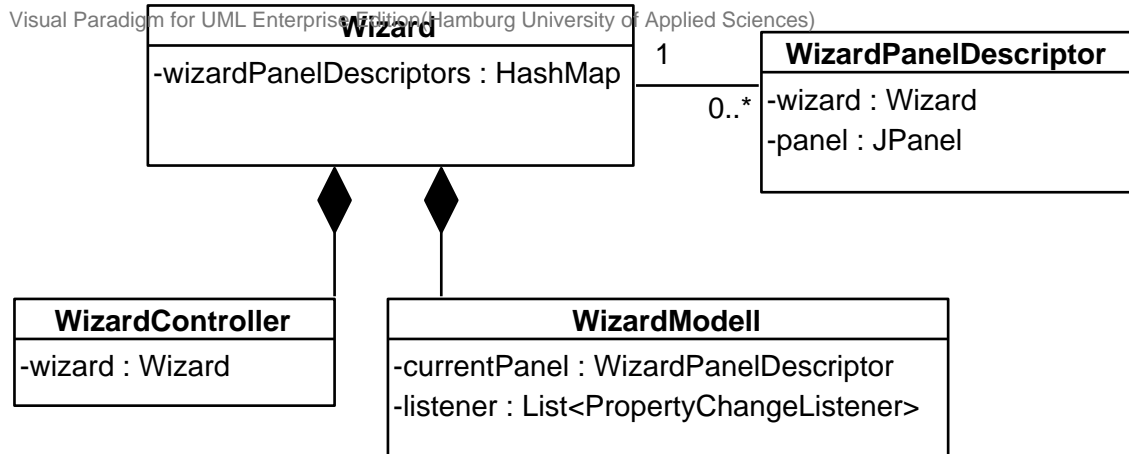 Visual Paradigm for UML Enterprise Edition(Hamburg University of Applied Sciences)
Wizard
-wizardPanelDescriptors : HashMap
1
0..*
WizardPanelDescriptor
-wizard : Wizard
-panel : JPanel
WizardController
-wizard : Wizard
WizardModell
-currentPanel : WizardPanelDescriptor
-listener : List<PropertyChangeListener>